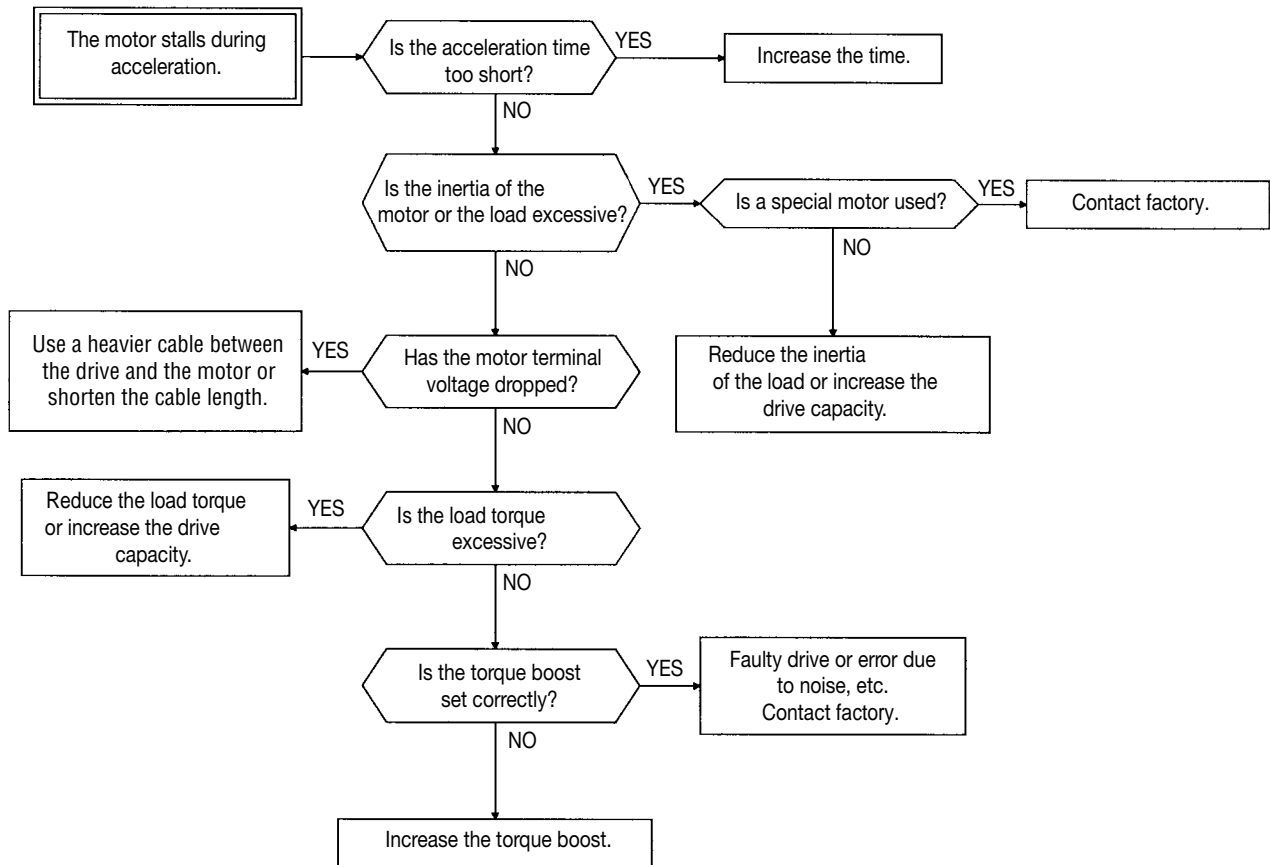 The motor stalls during
acceleration.
Is the acceleration time
too short?
YES
Increase the time.
NO
Is the inertia of the
motor or the load excessive?
YES
Is a special motor used?
YES
Contact factory.
NO
NO
Use a heavier cable between
the drive and the motor or
shorten the cable length.
YES
Has the motor terminal
voltage dropped?
Reduce the inertia
of the load or increase the
drive capacity.
NO
Reduce the load torque
or increase the drive
capacity.
YES
Is the load torque
excessive?
NO
Is the torque boost
set correctly?
YES
Faulty drive or error due
to noise, etc.
Contact factory.
NO
Increase the torque boost.